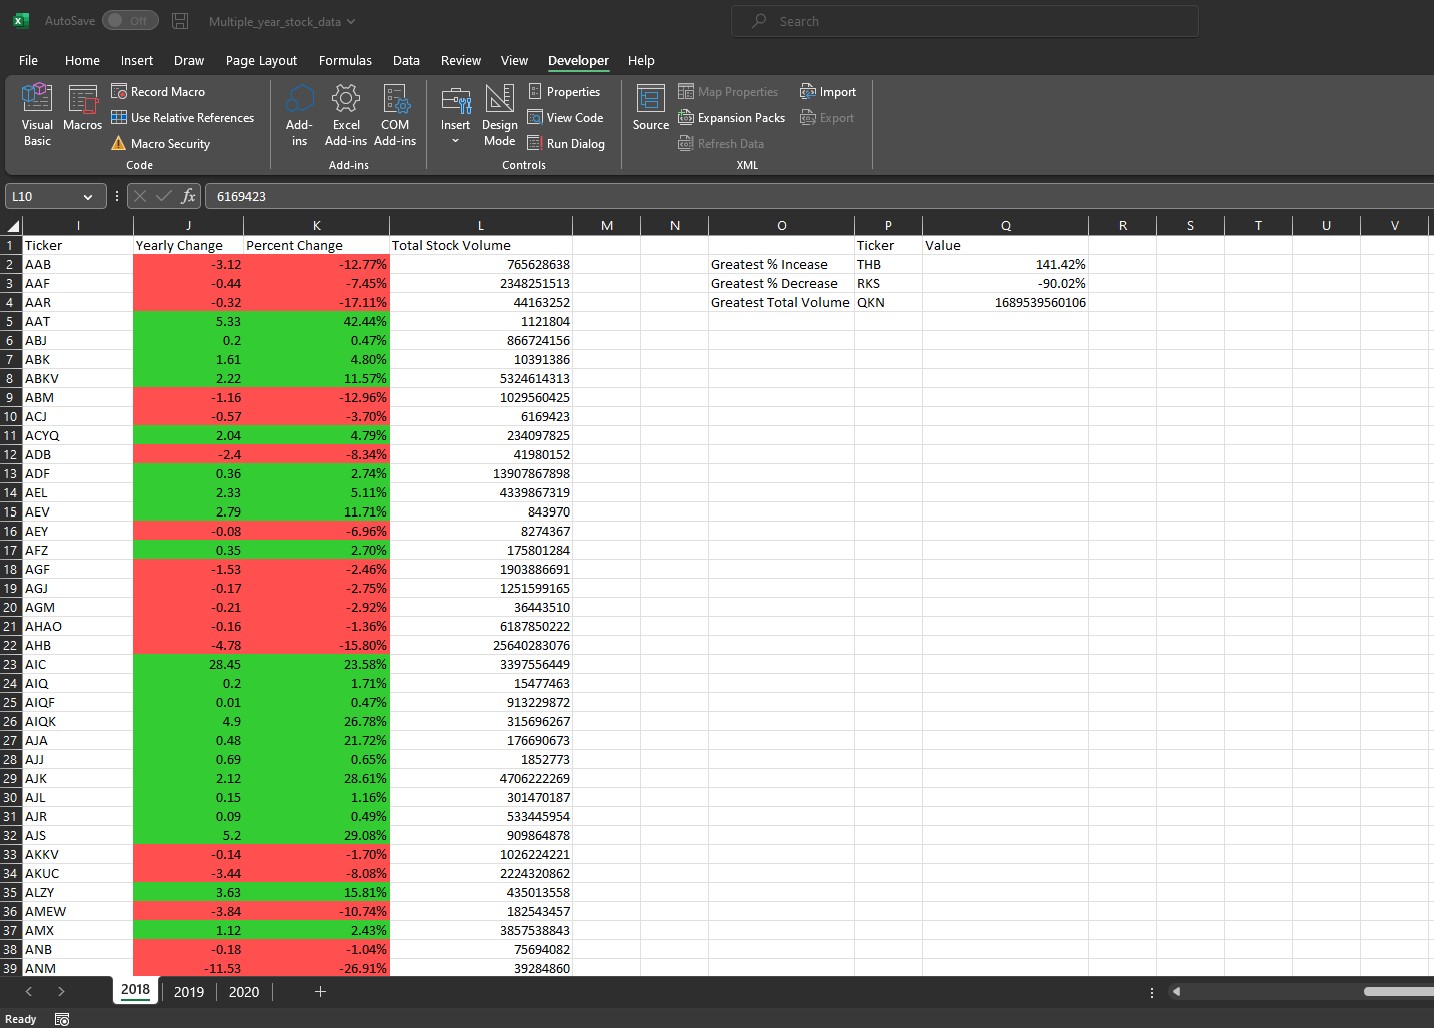 AutoSave Off Multiple_year_stock_data Search
File Home Insert Draw Page Layout Formulas Data Review View Developer Help
Visual Basic
Macros
Record Macro
Use Relative References
Macro Security
Code
Add-ins
Excel Add-ins
COM Add-ins
Add-ins
Insert
Design Mode
Properties
View Code
Run Dialog
Controls
Source
Map Properties
Expansion Packs
Refresh Data
Import
Export
XML
L10 fx 6169423
I J K L M N O P Q R S T U V
1 Ticker Yearly Change Percent Change Total Stock Volume Ticker Value
2 AAB -3.12 -12.77% 765628638 Greatest % Incease THB 141.42%
3 AAF -0.44 -7.45% 2348251513 Greatest % Decrease RKS -90.02%
4 AAR -0.32 -17.11% 44163252 Greatest Total Volume QKN 1689539560106
5 AAT 5.33 42.44% 1121804
6 ABJ 0.2 0.47% 866724156
7 ABK 1.61 4.80% 10391386
8 ABKV 2.22 11.57% 5324614313
9 ABM -1.16 -12.96% 1029560425
10 ACJ -0.57 -3.70% 6169423
11 ACYQ 2.04 4.79% 234097825
12 ADB -2.4 -8.34% 41980152
13 ADF 0.36 2.74% 13907867898
14 AEL 2.33 5.11% 4339867319
15 AEV 2.79 11.71% 843970
16 AEY -0.08 -6.96% 8274367
17 AFZ 0.35 2.70% 175801284
18 AGF -1.53 -2.46% 1903886691
19 AGJ -0.17 -2.75% 1251599165
20 AGM -0.21 -2.92% 36443510
21 AHAO -0.16 -1.36% 6187850222
22 AHB -4.78 -15.80% 25640283076
23 AIC 28.45 23.58% 3397556449
24 AIQ 0.2 1.71% 15477463
25 AIQF 0.01 0.47% 913229872
26 AIQK 4.9 26.78% 315696267
27 AJA 0.48 21.72% 176690673
28 AJJ 0.69 0.65% 1852773
29 AJK 2.12 28.61% 4706222269
30 AJL 0.15 1.16% 301470187
31 AJR 0.09 0.49% 533445954
32 AJS 5.2 29.08% 909864878
33 AKKV -0.14 -1.70% 1026224221
34 AKUC -3.44 -8.08% 2224320862
35 ALZY 3.63 15.81% 435013558
36 AMEW -3.84 -10.74% 182543457
37 AMX 1.12 2.43% 3857538843
38 ANB -0.18 -1.04% 75694082
39 ANM -11.53 -26.91% 39284860
2018 2019 2020
Ready